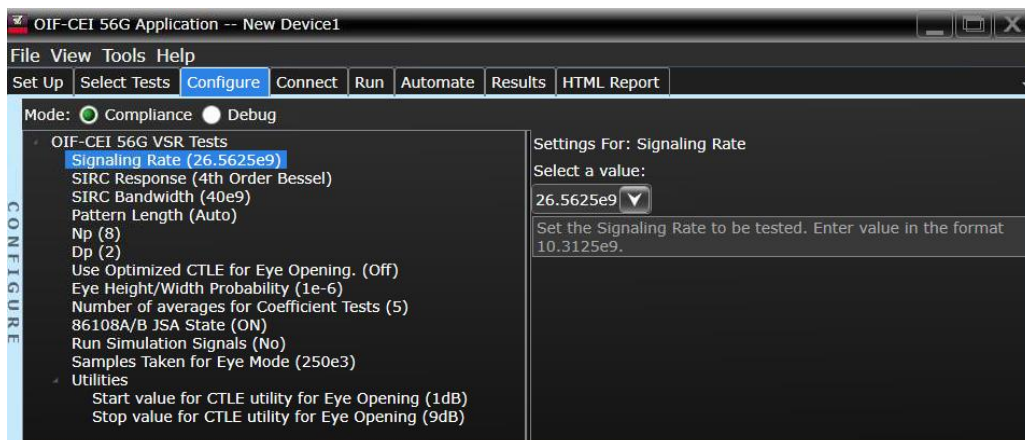 OIF-CEI 56G Application -- New Device1
File View Tools Help
Set Up Select Tests Configure Connect Run Automate Results HTML Report
Mode: Compliance Debug
CONFIGURE
OIF-CEI 56G VSR Tests
Signaling Rate (26.5625e9)
SIRC Response (4th Order Bessel)
SIRC Bandwidth (40e9)
Pattern Length (Auto)
Np (8)
Dp (2)
Use Optimized CTLE for Eye Opening. (Off)
Eye Height/Width Probability (1e-6)
Number of averages for Coefficient Tests (5)
86108A/B JSA State (ON)
Run Simulation Signals (No)
Samples Taken for Eye Mode (250e3)
Utilities
Start value for CTLE utility for Eye Opening (1dB)
Stop value for CTLE utility for Eye Opening (9dB)
Settings For: Signaling Rate
Select a value:
26.5625e9
Set the Signaling Rate to be tested. Enter value in the format
10.3125e9.